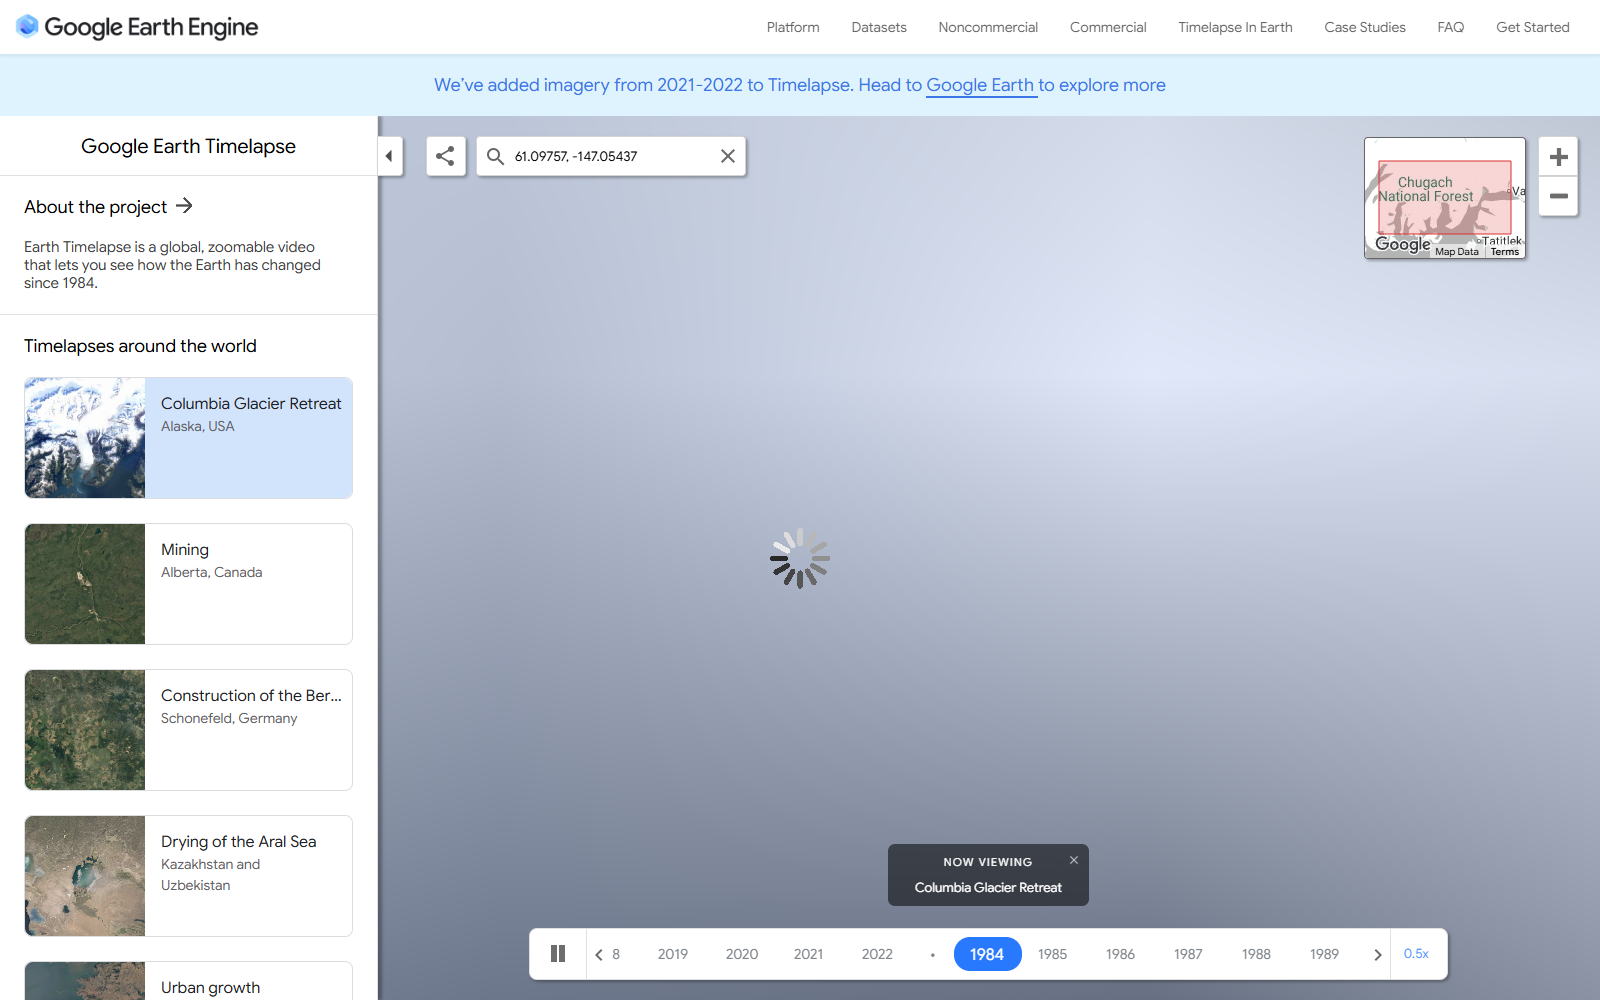 Google Earth Engine
Platform
Datasets
Noncommercial
Commercial
Timelapse In Earth
Case Studies
FAQ
Get Started
We've added imagery from 2021-2022 to Timelapse. Head to Google Earth to explore more
Google Earth Timelapse
About the project
Earth Timelapse is a global, zoomable video
that lets you see how the Earth has changed
since 1984.
Timelapses around the world
Columbia Glacier Retreat
Alaska, USA
Mining
Alberta, Canada
Construction of the Ber...
Schonefeld, Germany
Drying of the Aral Sea
Kazakhstan and
Uzbekistan
Urban growth
61.09757, -147.05437
Chugach
National Forest
Va
Tatitlek
Google
Map Data
Terms
NOW VIEWING
Columbia Glacier Retreat
8
2019
2020
2021
2022
1984
1985
1986
1987
1988
1989
0.5x